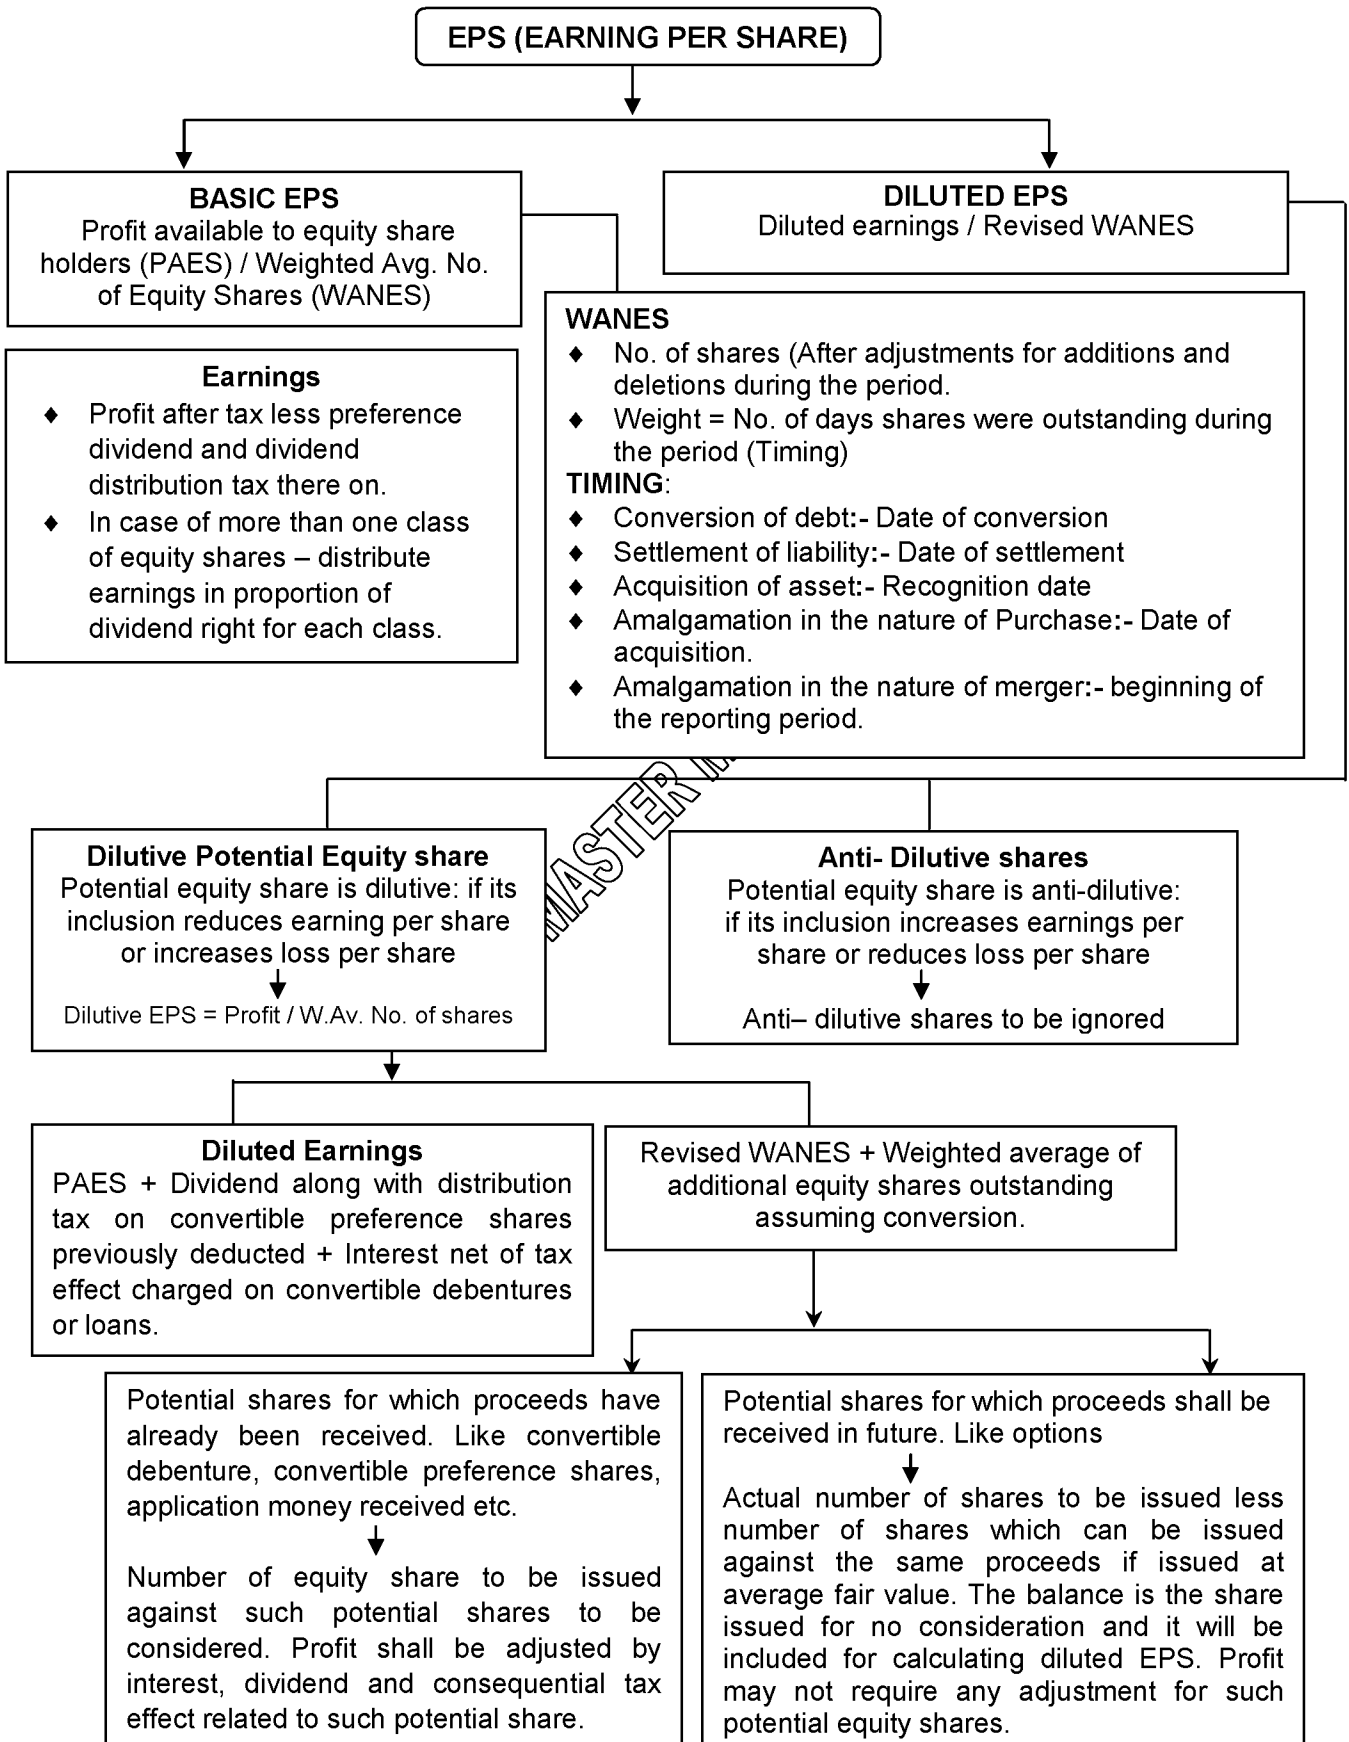 EPS (EARNING PER SHARE)
BASIC EPS
Profit available to equity share
holders (PAES) / Weighted Avg. No.
of Equity Shares (WANES)
DILUTED EPS
Diluted earnings / Revised WANES
Earnings
♦ Profit after tax less preference
dividend and dividend
distribution tax there on.
♦ In case of more than one class
of equity shares – distribute
earnings in proportion of
dividend right for each class.
WANES
♦ No. of shares (After adjustments for additions and
deletions during the period.
♦ Weight = No. of days shares were outstanding during
the period (Timing)
TIMING:
♦ Conversion of debt:- Date of conversion
♦ Settlement of liability:- Date of settlement
♦ Acquisition of asset:- Recognition date
♦ Amalgamation in the nature of Purchase:- Date of
acquisition.
♦ Amalgamation in the nature of merger:- beginning of
the reporting period.
MASTER
Dilutive Potential Equity share
Potential equity share is dilutive: if its
inclusion reduces earning per share
or increases loss per share
Dilutive EPS = Profit / W.Av. No. of shares
Anti- Dilutive shares
Potential equity share is anti-dilutive:
if its inclusion increases earnings per
share or reduces loss per share
Anti– dilutive shares to be ignored
Diluted Earnings
PAES + Dividend along with distribution
tax on convertible preference shares
previously deducted + Interest net of tax
effect charged on convertible debentures
or loans.
Revised WANES + Weighted average of
additional equity shares outstanding
assuming conversion.
Potential shares for which proceeds have
already been received. Like convertible
debenture, convertible preference shares,
application money received etc.
Number of equity share to be issued
against such potential shares to be
considered. Profit shall be adjusted by
interest, dividend and consequential tax
effect related to such potential share.
Potential shares for which proceeds shall be
received in future. Like options
Actual number of shares to be issued less
number of shares which can be issued
against the same proceeds if issued at
average fair value. The balance is the share
issued for no consideration and it will be
included for calculating diluted EPS. Profit
may not require any adjustment for such
potential equity shares.